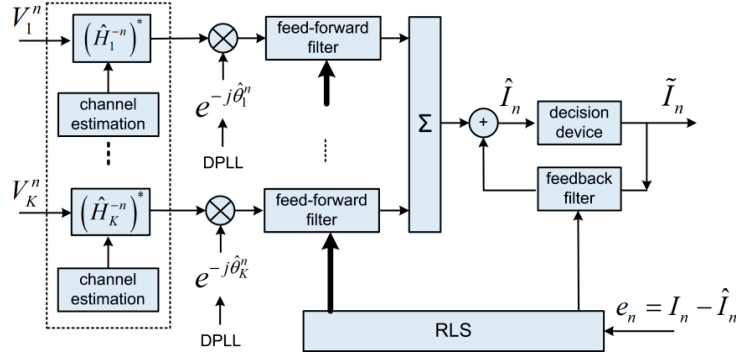 V_1^n
(Ĥ_1^{-n})^*
channel
estimation
e^{-jθ̂_1^n}
DPLL
feed-forward
filter
Σ
+
Î_n
decision
device
Ĩ_n
feedback
filter
V_K^n
(Ĥ_K^{-n})^*
channel
estimation
e^{-jθ̂_K^n}
DPLL
feed-forward
filter
RLS
e_n = I_n - Î_n